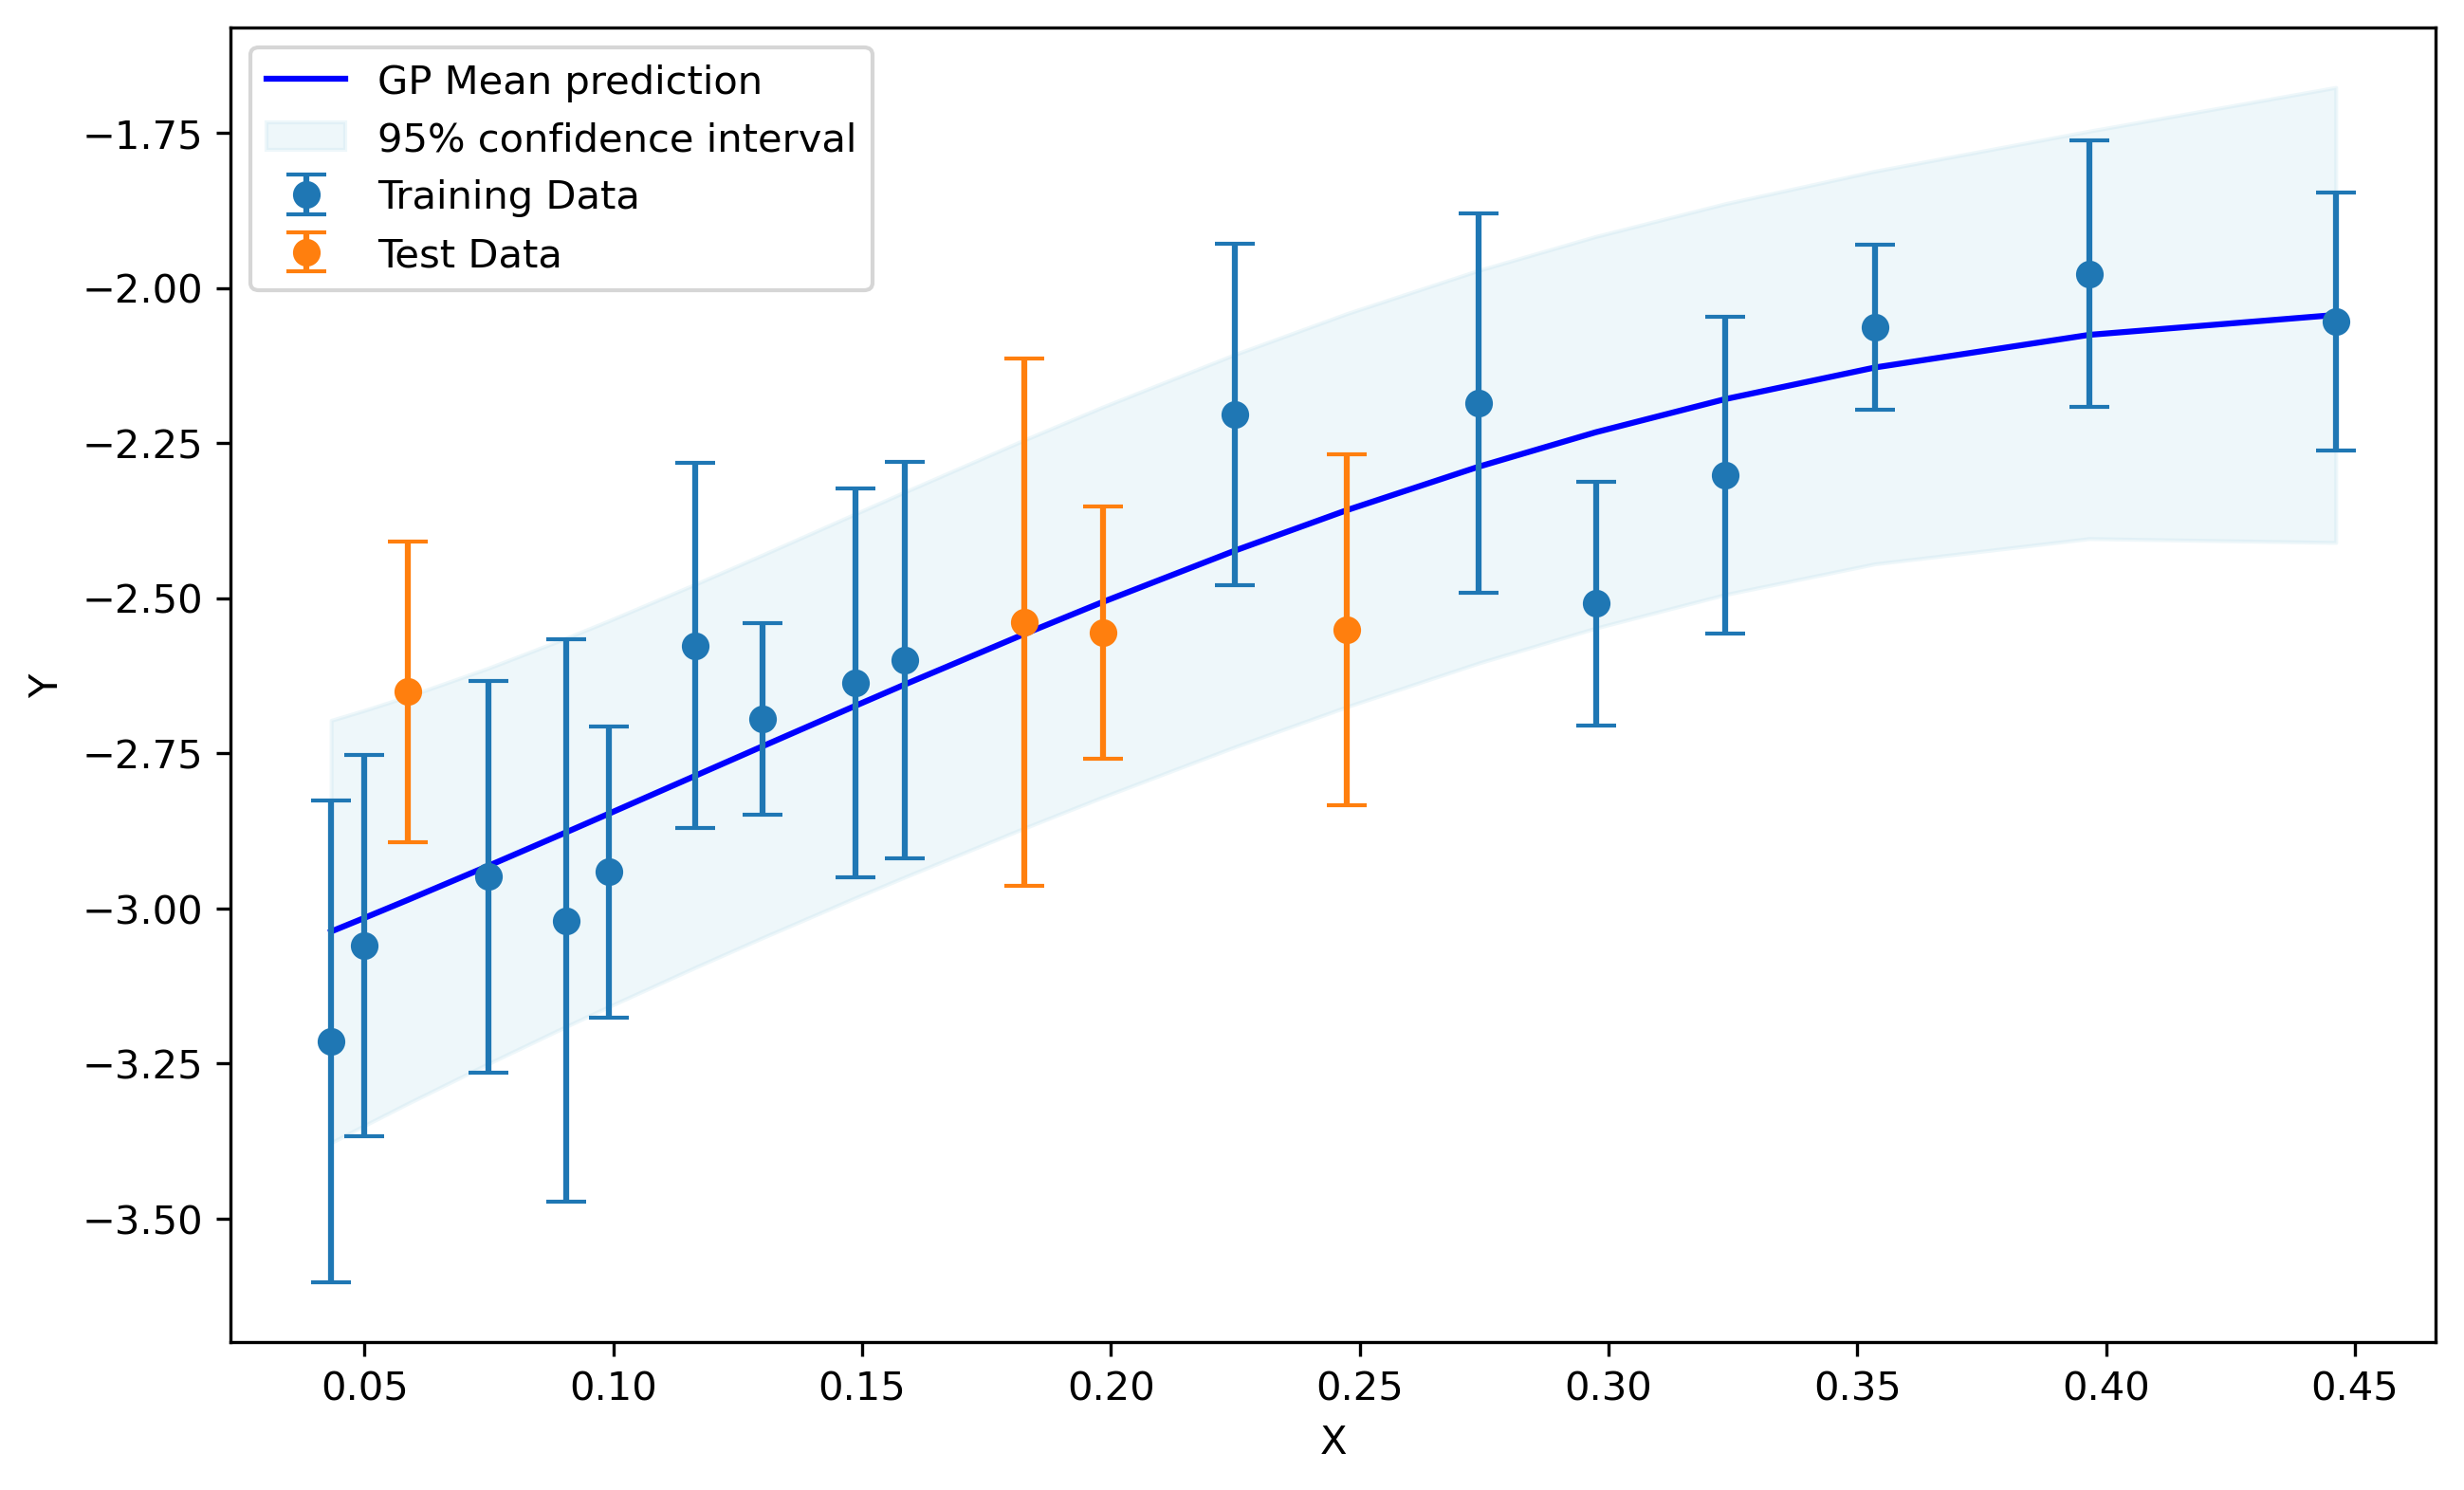 GP Mean prediction
95% confidence interval
Training Data
Test Data
−1.75
−2.00
−2.25
−2.50
−2.75
−3.00
−3.25
−3.50
Y
0.05 0.10 0.15 0.20 0.25 0.30 0.35 0.40 0.45
X